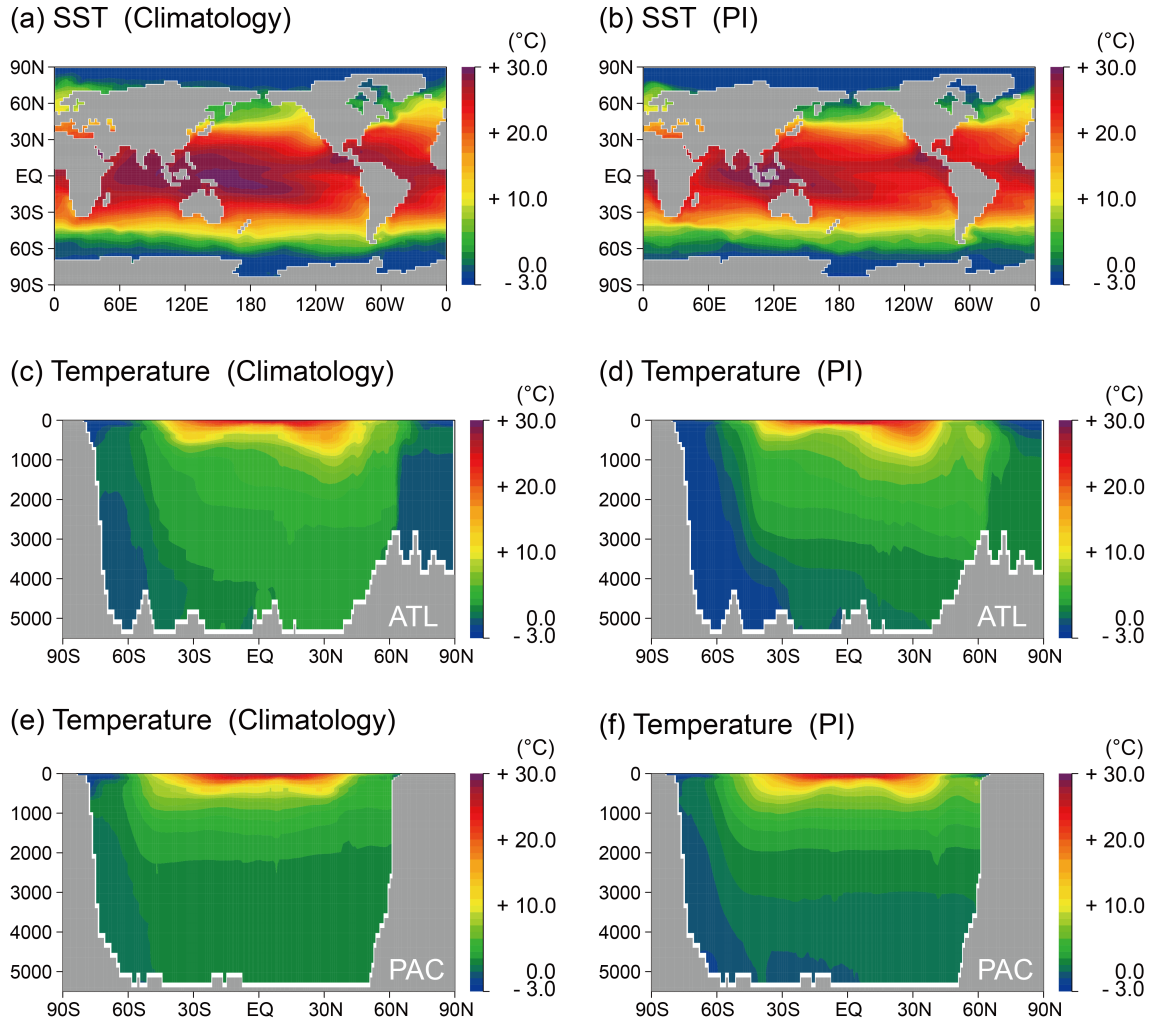 (a) SST (Climatology)
(°C)
90N
60N
30N
EQ
30S
60S
90S
0 60E 120E 180 120W 60W 0
+ 30.0
+ 20.0
+ 10.0
0.0
- 3.0
(b) SST (PI)
(°C)
90N
60N
30N
EQ
30S
60S
90S
0 60E 120E 180 120W 60W 0
+ 30.0
+ 20.0
+ 10.0
0.0
- 3.0
(c) Temperature (Climatology)
(°C)
0
1000
2000
3000
4000
5000
ATL
90S 60S 30S EQ 30N 60N 90N
+ 30.0
+ 20.0
+ 10.0
0.0
- 3.0
(d) Temperature (PI)
(°C)
0
1000
2000
3000
4000
5000
ATL
90S 60S 30S EQ 30N 60N 90N
+ 30.0
+ 20.0
+ 10.0
0.0
- 3.0
(e) Temperature (Climatology)
(°C)
0
1000
2000
3000
4000
5000
PAC
90S 60S 30S EQ 30N 60N 90N
+ 30.0
+ 20.0
+ 10.0
0.0
- 3.0
(f) Temperature (PI)
(°C)
0
1000
2000
3000
4000
5000
PAC
90S 60S 30S EQ 30N 60N 90N
+ 30.0
+ 20.0
+ 10.0
0.0
- 3.0